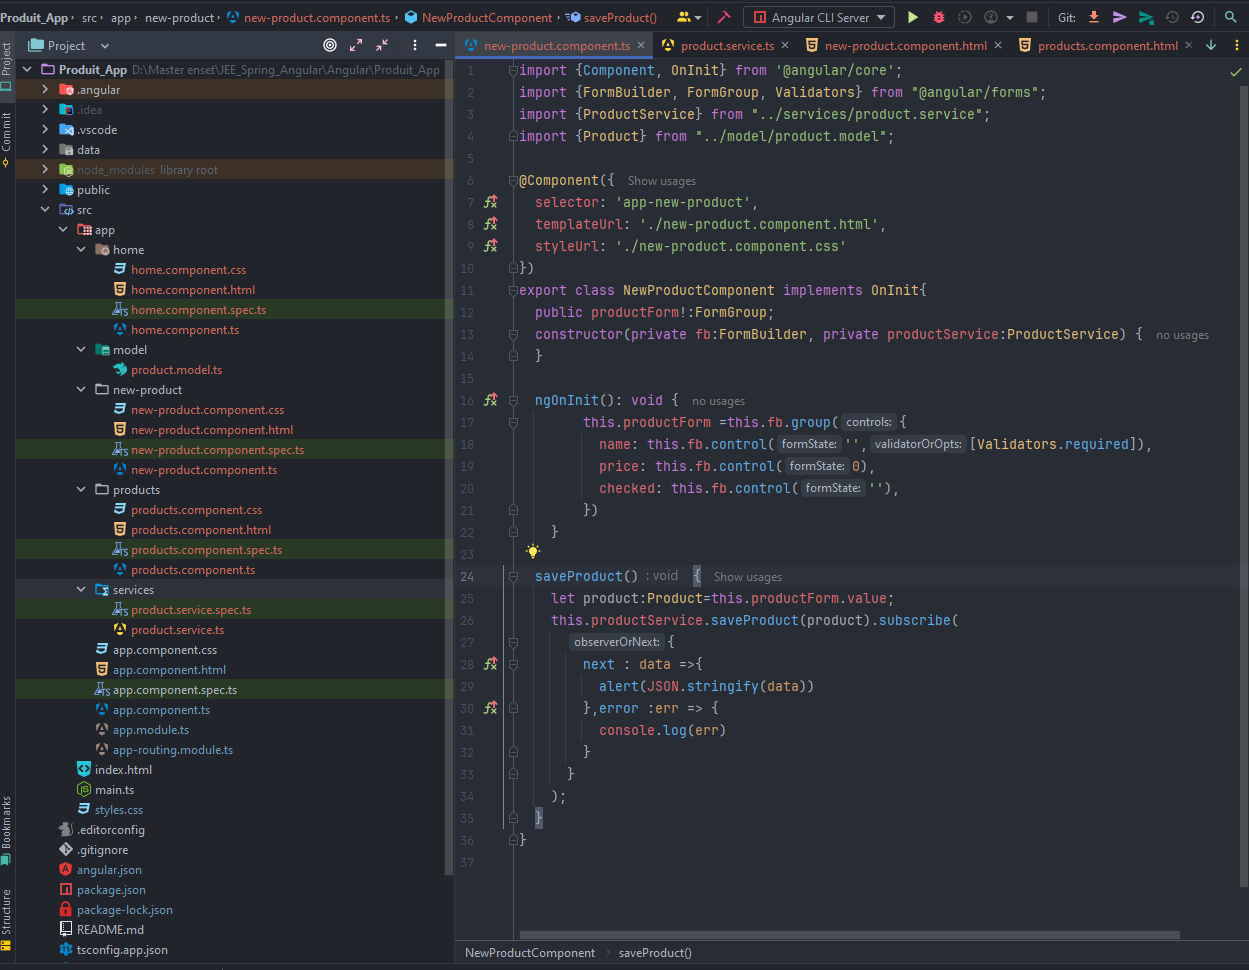 Produit_App › src › app › new-product › new-product.component.ts › NewProductComponent › saveProduct()
Angular CLI Server
Git:
Project
new-product.component.ts
product.service.ts
new-product.component.html
products.component.html
Project
Commit
Bookmarks
Structure
Produit_App D:\Master enset\JEE_Spring_Angular\Angular\Produit_App
.angular
.idea
.vscode
data
node_modules library root
public
src
app
home
home.component.css
home.component.html
home.component.spec.ts
home.component.ts
model
product.model.ts
new-product
new-product.component.css
new-product.component.html
new-product.component.spec.ts
new-product.component.ts
products
products.component.css
products.component.html
products.component.spec.ts
products.component.ts
services
product.service.spec.ts
product.service.ts
app.component.css
app.component.html
app.component.spec.ts
app.component.ts
app.module.ts
app-routing.module.ts
index.html
main.ts
styles.css
.editorconfig
.gitignore
angular.json
package.json
package-lock.json
README.md
tsconfig.app.json
1 import {Component, OnInit} from '@angular/core';
2 import {FormBuilder, FormGroup, Validators} from "@angular/forms";
3 import {ProductService} from "../services/product.service";
4 import {Product} from "../model/product.model";
5
6 @Component({ Show usages
7 selector: 'app-new-product',
8 templateUrl: './new-product.component.html',
9 styleUrl: './new-product.component.css'
10 })
11 export class NewProductComponent implements OnInit{
12 public productForm!:FormGroup;
13 constructor(private fb:FormBuilder, private productService:ProductService) { no usages
14 }
15
16 ngOnInit(): void { no usages
17 this.productForm =this.fb.group( controls: {
18 name: this.fb.control( formState: '', validatorOrOpts: [Validators.required]),
19 price: this.fb.control( formState: 0),
20 checked: this.fb.control( formState: ''),
21 })
22 }
23
24 saveProduct() : void { Show usages
25 let product:Product=this.productForm.value;
26 this.productService.saveProduct(product).subscribe(
27 observerOrNext: {
28 next : data =>{
29 alert(JSON.stringify(data))
30 },error :err => {
31 console.log(err)
32 }
33 }
34 );
35 }
36 }
37
NewProductComponent › saveProduct()